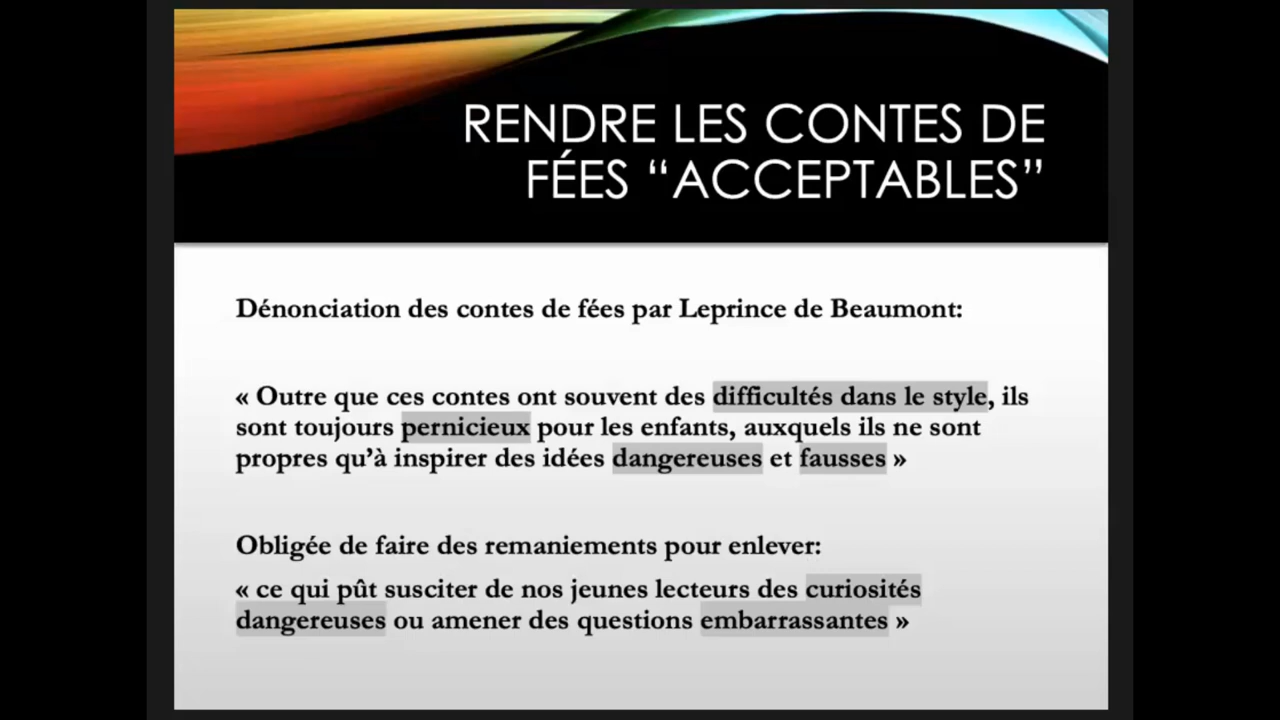 RENDRE LES CONTES DE
FÉES “ACCEPTABLES”
Dénonciation des contes de fées par Leprince de Beaumont:
« Outre que ces contes ont souvent des difficultés dans le style, ils
sont toujours pernicieux pour les enfants, auxquels ils ne sont
propres qu’à inspirer des idées dangereuses et fausses »
Obligée de faire des remaniements pour enlever:
« ce qui pût susciter de nos jeunes lecteurs des curiosités
dangereuses ou amener des questions embarrassantes »